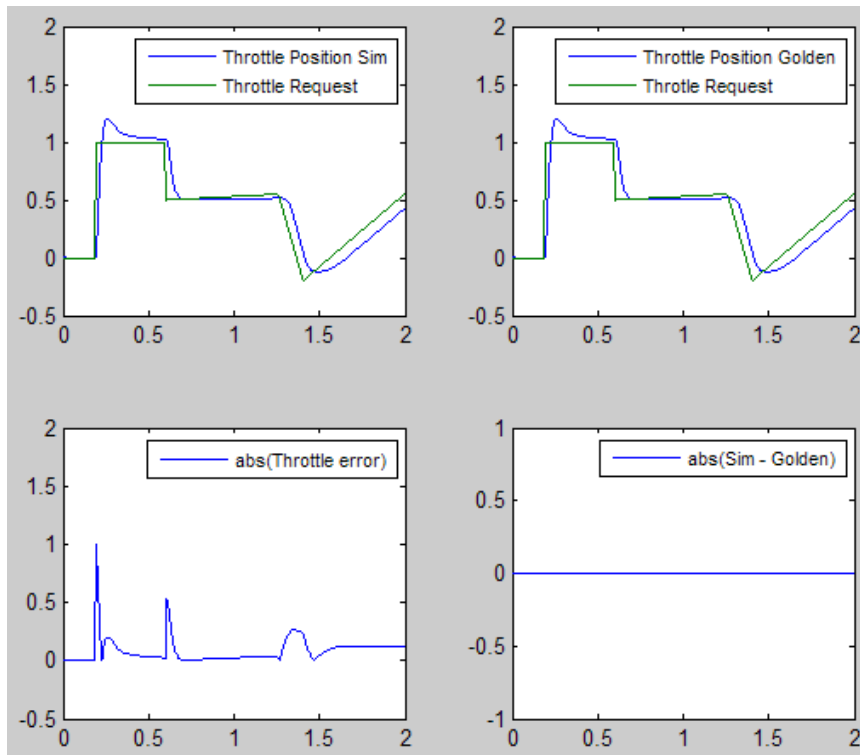 2
Throttle Position Sim
Throttle Request
1.5
1
0.5
0
-0.5
0 0.5 1 1.5 2
2
Throttle Position Golden
Throtle Request
1.5
1
0.5
0
-0.5
0 0.5 1 1.5 2
2
abs(Throttle error)
1.5
1
0.5
0
-0.5
0 0.5 1 1.5 2
1
abs(Sim - Golden)
0.5
0
-0.5
-1
0 0.5 1 1.5 2